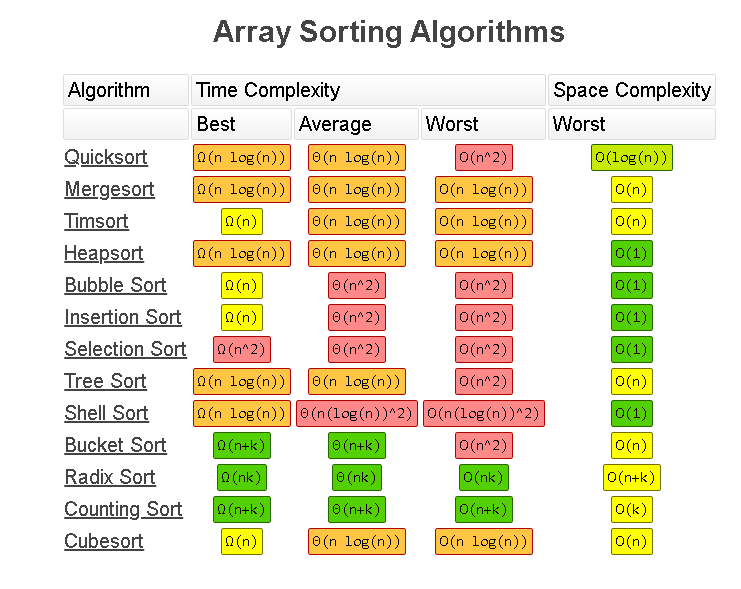 Array Sorting Algorithms
Algorithm Time Complexity Space Complexity
Best Average Worst Worst
Quicksort Ω(n log(n)) Θ(n log(n)) O(n^2) O(log(n))
Mergesort Ω(n log(n)) Θ(n log(n)) O(n log(n)) O(n)
Timsort Ω(n) Θ(n log(n)) O(n log(n)) O(n)
Heapsort Ω(n log(n)) Θ(n log(n)) O(n log(n)) O(1)
Bubble Sort Ω(n) Θ(n^2) O(n^2) O(1)
Insertion Sort Ω(n) Θ(n^2) O(n^2) O(1)
Selection Sort Ω(n^2) Θ(n^2) O(n^2) O(1)
Tree Sort Ω(n log(n)) Θ(n log(n)) O(n^2) O(n)
Shell Sort Ω(n log(n)) Θ(n(log(n))^2) O(n(log(n))^2) O(1)
Bucket Sort Ω(n+k) Θ(n+k) O(n^2) O(n)
Radix Sort Ω(nk) Θ(nk) O(nk) O(n+k)
Counting Sort Ω(n+k) Θ(n+k) O(n+k) O(k)
Cubesort Ω(n) Θ(n log(n)) O(n log(n)) O(n)